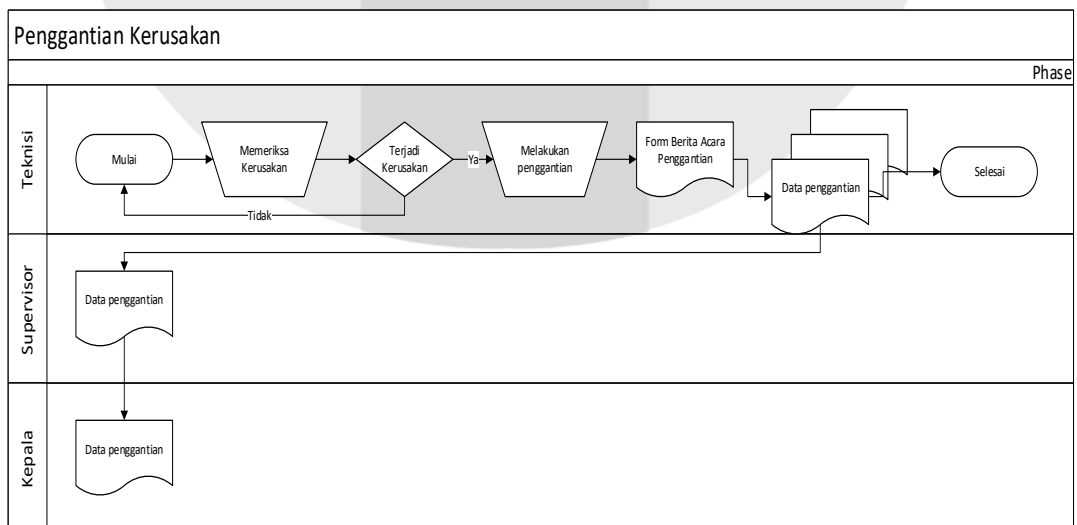 Penggantian Kerusakan
Phase
Teknisi
Mulai
Memeriksa
Kerusakan
Terjadi
Kerusakan
Ya
Melakukan
penggantian
Form Berita Acara
Penggantian
Data penggantian
Selesai
Tidak
Supervisor
Data penggantian
Kepala
Data penggantian